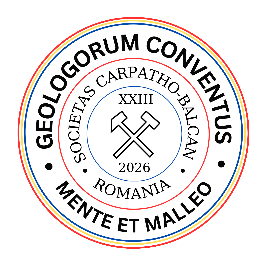 GEOLOGORUM CONVENTUS
SOCIETAS CARPATHO-BALCAN
XXIII
2026
• ROMANIA •
• MENTE ET MALLEO •